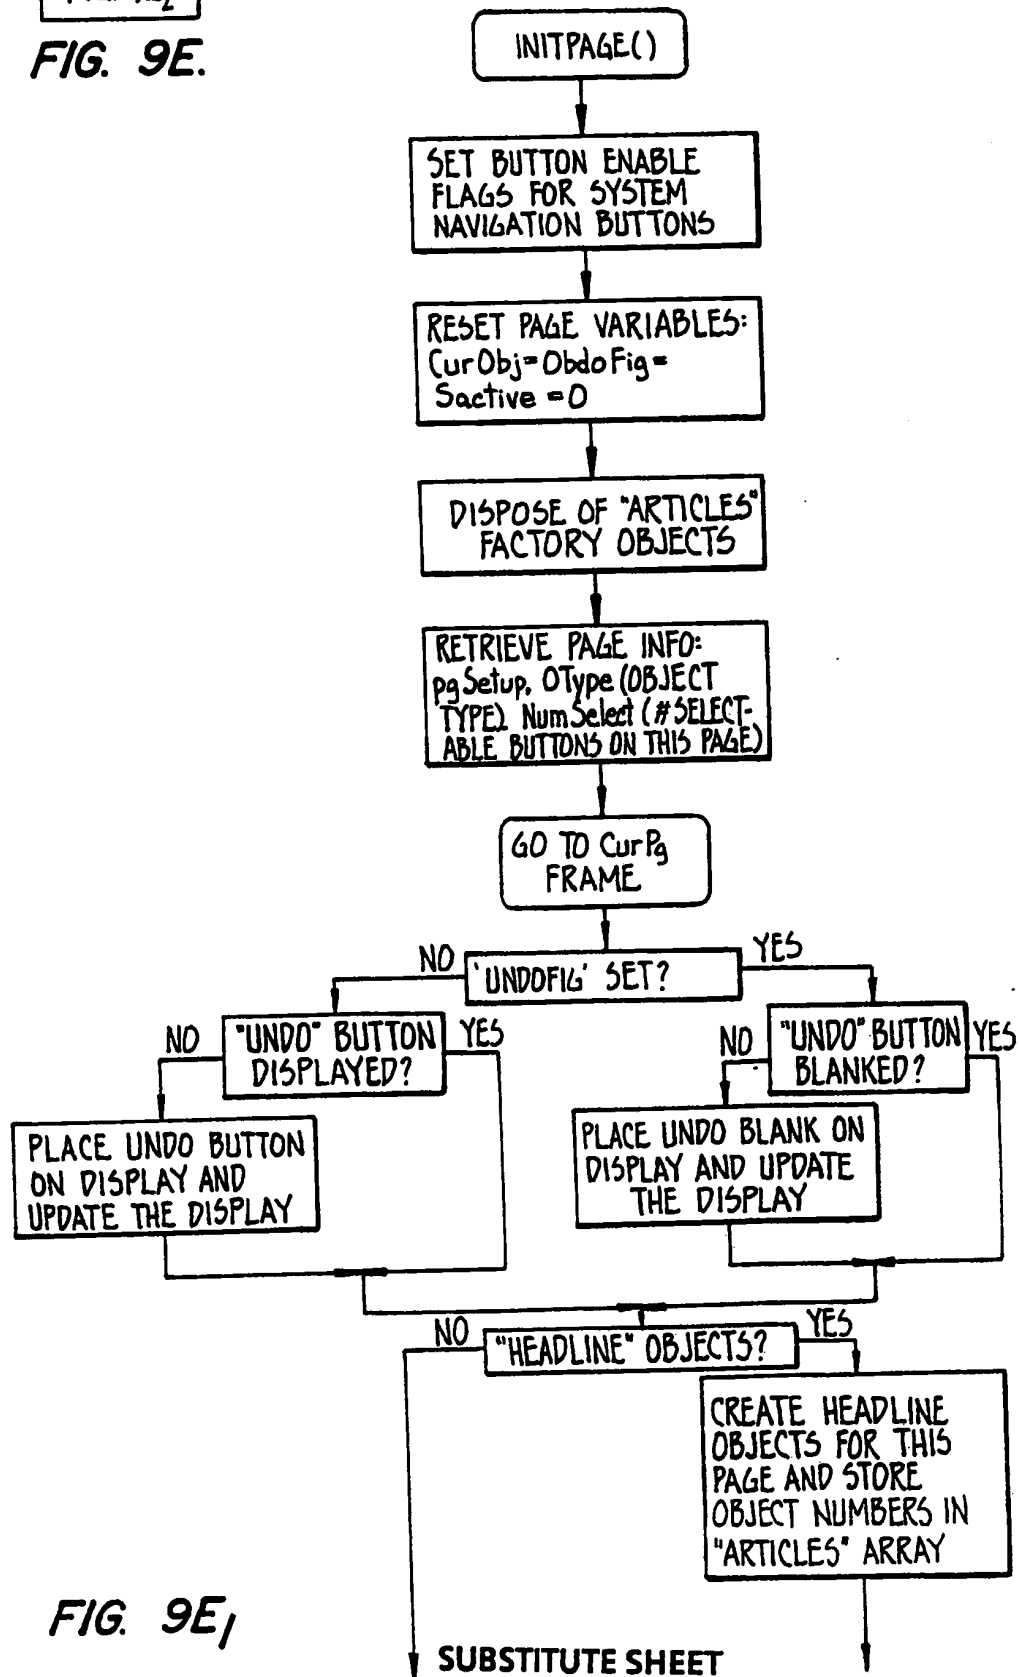 FIG. 9E.
INITPAGE()
SET BUTTON ENABLE
FLAGS FOR SYSTEM
NAVIGATION BUTTONS
RESET PAGE VARIABLES:
CurObj=ObdoFig=
Sactive=0
DISPOSE OF "ARTICLES"
FACTORY OBJECTS
RETRIEVE PAGE INFO:
pgSetup, OType (OBJECT
TYPE). NumSelect (#SELECT-
ABLE BUTTONS ON THIS PAGE)
GO TO CurPg
FRAME
'UNDOFIG' SET?
NO
YES
"UNDO" BUTTON
DISPLAYED?
NO
YES
"UNDO" BUTTON
BLANKED?
NO
YES
PLACE UNDO BUTTON
ON DISPLAY AND
UPDATE THE DISPLAY
PLACE UNDO BLANK ON
DISPLAY AND UPDATE
THE DISPLAY
"HEADLINE" OBJECTS?
NO
YES
CREATE HEADLINE
OBJECTS FOR THIS
PAGE AND STORE
OBJECT NUMBERS IN
"ARTICLES" ARRAY
FIG. 9E1
SUBSTITUTE SHEET